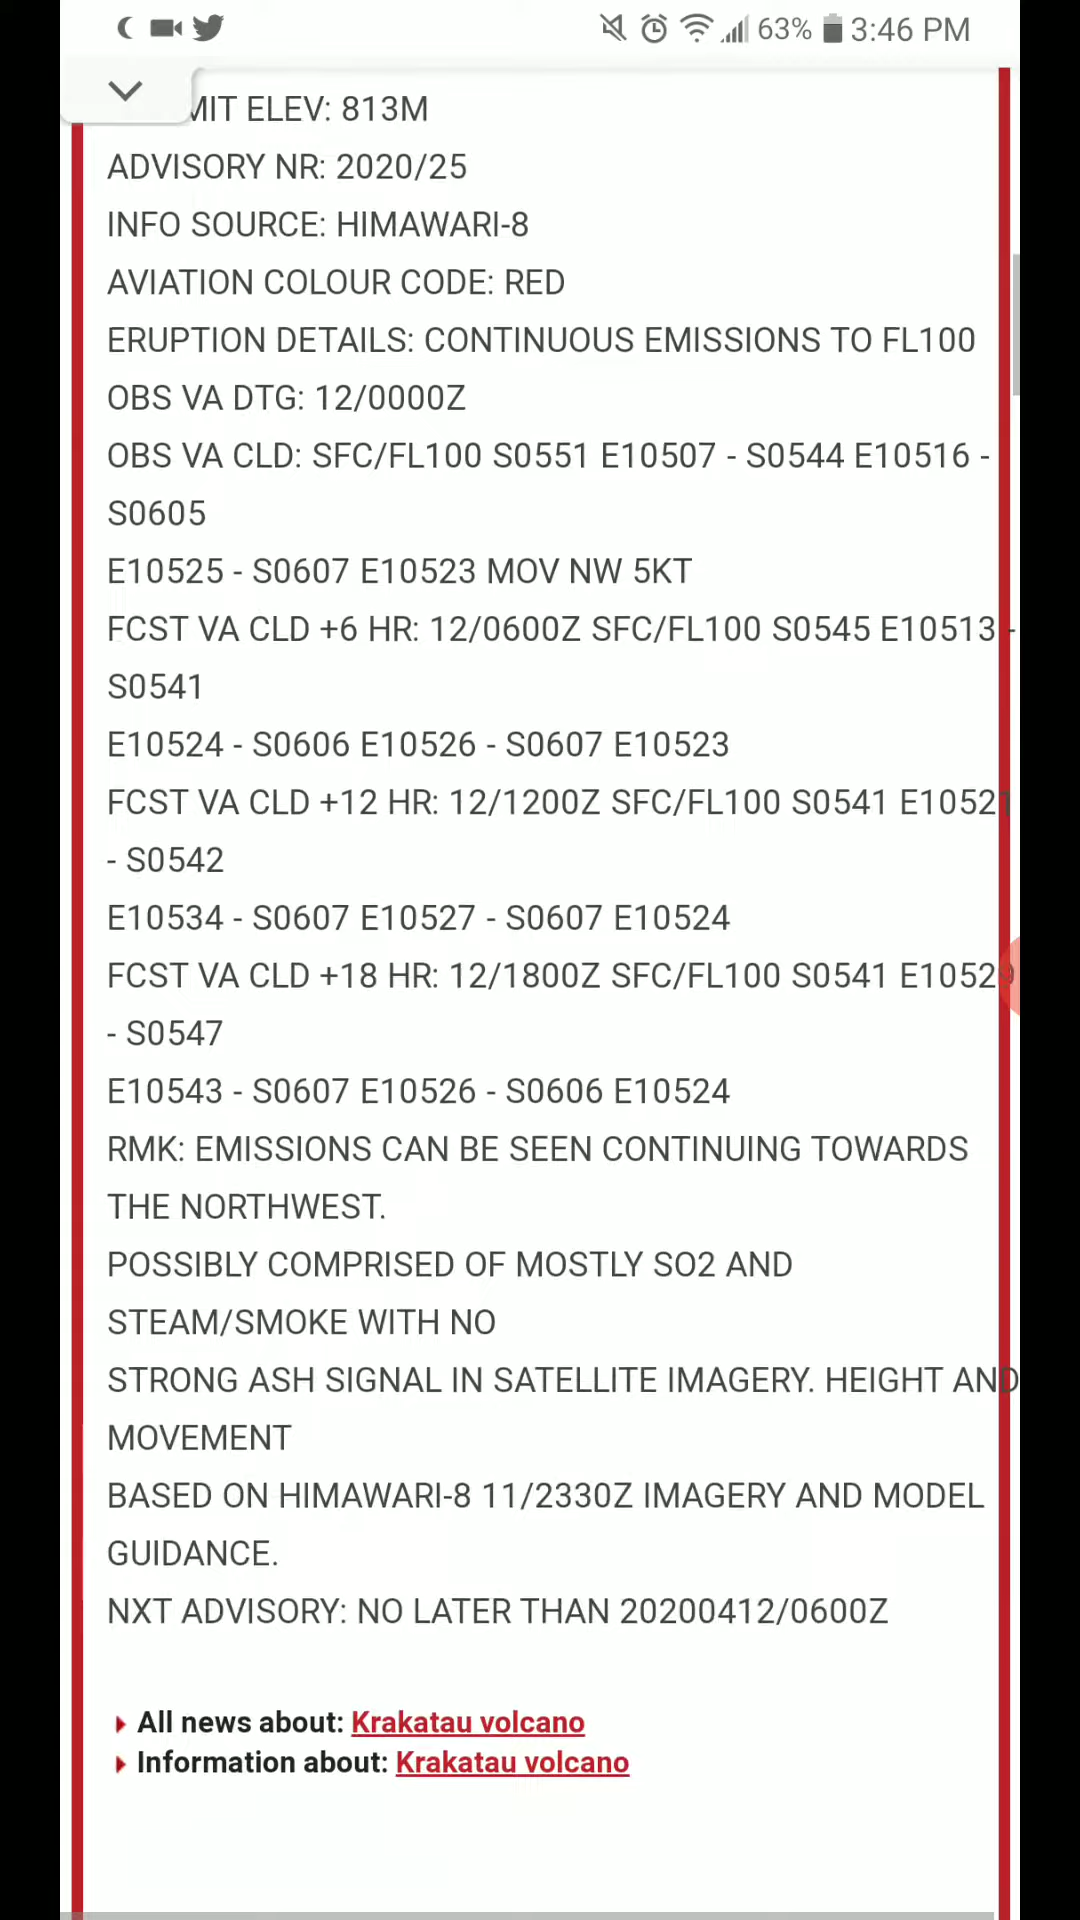 63% 3:46 PM
MIT ELEV: 813M
ADVISORY NR: 2020/25
INFO SOURCE: HIMAWARI-8
AVIATION COLOUR CODE: RED
ERUPTION DETAILS: CONTINUOUS EMISSIONS TO FL100
OBS VA DTG: 12/0000Z
OBS VA CLD: SFC/FL100 S0551 E10507 - S0544 E10516 -
S0605
E10525 - S0607 E10523 MOV NW 5KT
FCST VA CLD +6 HR: 12/0600Z SFC/FL100 S0545 E10513 -
S0541
E10524 - S0606 E10526 - S0607 E10523
FCST VA CLD +12 HR: 12/1200Z SFC/FL100 S0541 E10521
- S0542
E10534 - S0607 E10527 - S0607 E10524
FCST VA CLD +18 HR: 12/1800Z SFC/FL100 S0541 E10529
- S0547
E10543 - S0607 E10526 - S0606 E10524
RMK: EMISSIONS CAN BE SEEN CONTINUING TOWARDS
THE NORTHWEST.
POSSIBLY COMPRISED OF MOSTLY SO2 AND
STEAM/SMOKE WITH NO
STRONG ASH SIGNAL IN SATELLITE IMAGERY. HEIGHT AND
MOVEMENT
BASED ON HIMAWARI-8 11/2330Z IMAGERY AND MODEL
GUIDANCE.
NXT ADVISORY: NO LATER THAN 20200412/0600Z
All news about: Krakatau volcano
Information about: Krakatau volcano